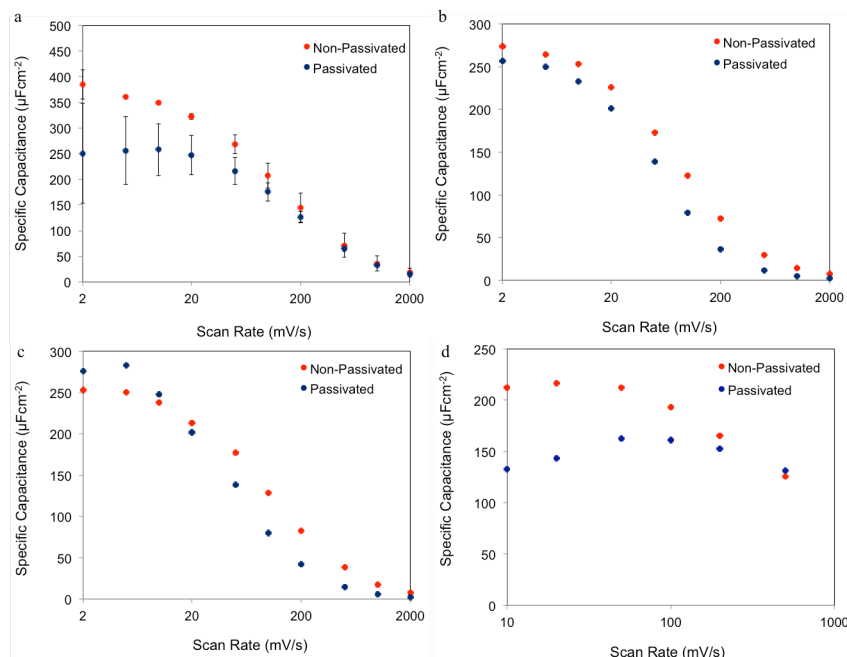 a
500
450
400
350
300
250
200
150
100
50
0
2
20
200
2000
Specific Capacitance (µFcm-2)
Scan Rate (mV/s)
Non-Passivated
Passivated
b
300
250
200
150
100
50
0
2
20
200
2000
Specific Capacitance (µFcm-2)
Scan Rate (mV/s)
Non-Passivated
Passivated
c
300
250
200
150
100
50
0
2
20
200
2000
Specific Capacitance (µFcm-2)
Scan Rate (mV/s)
Non-Passivated
Passivated
d
250
200
150
100
50
0
10
100
1000
Specific Capacitance (µFcm-2)
Scan Rate (mV/s)
Non-Passivated
Passivated